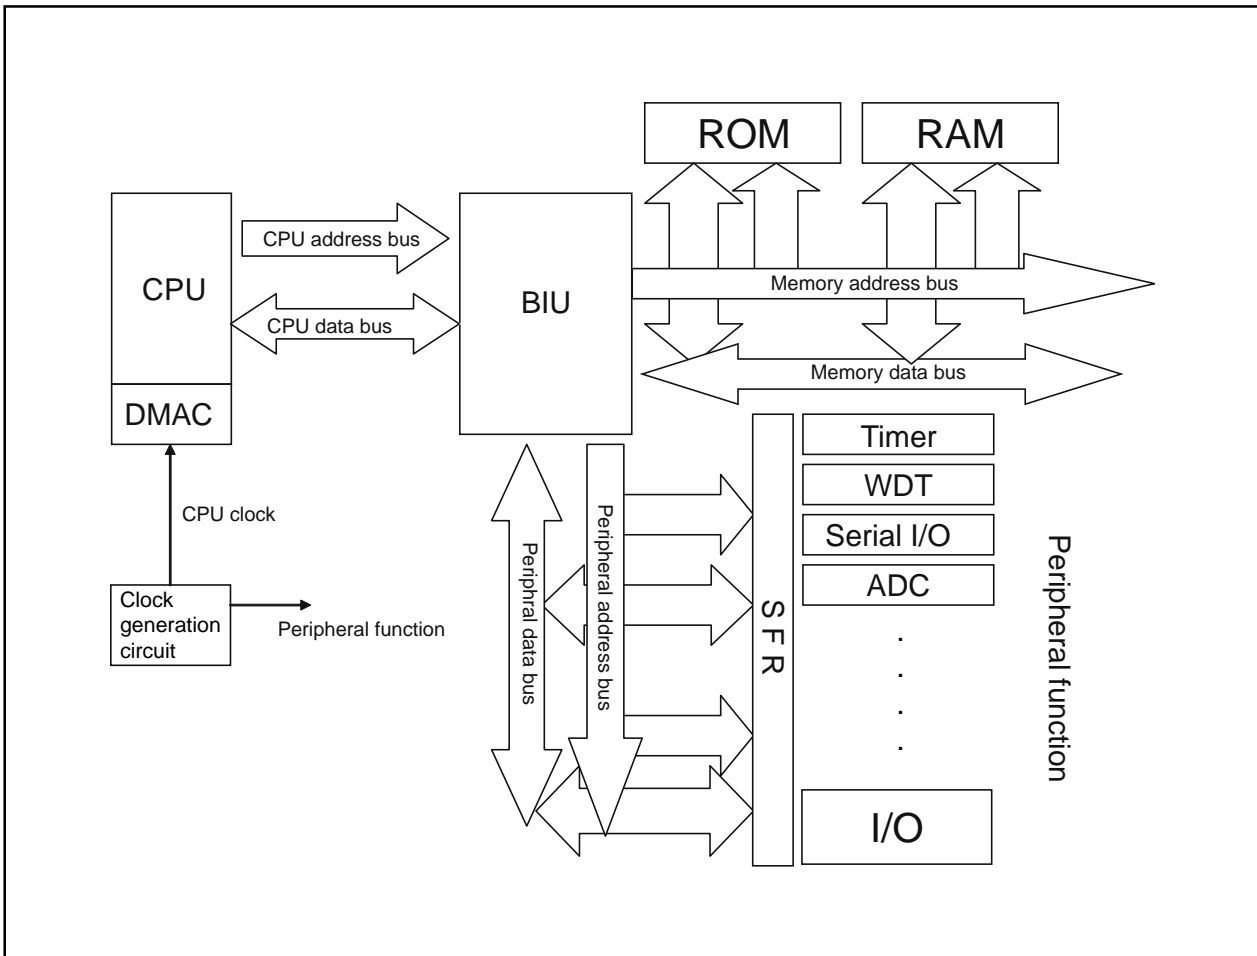 ROM
RAM
CPU address bus
CPU
BIU
Memory address bus
CPU data bus
Memory data bus
DMAC
Timer
WDT
CPU clock
Serial I/O
ADC
Periphral data bus
Peripheral address bus
S F R
Peripheral function
Clock
generation
circuit
Peripheral function
.
.
.
.
I/O